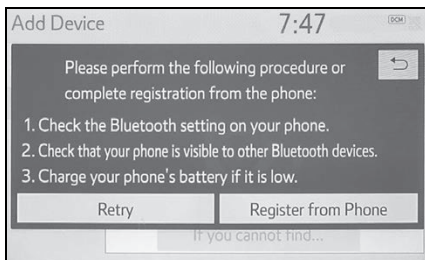 Add Device
7:47
DCM
Please perform the following procedure or
complete registration from the phone:
1. Check the Bluetooth setting on your phone.
2. Check that your phone is visible to other Bluetooth devices.
3. Charge your phone's battery if it is low.
Retry
Register from Phone
If you cannot find...